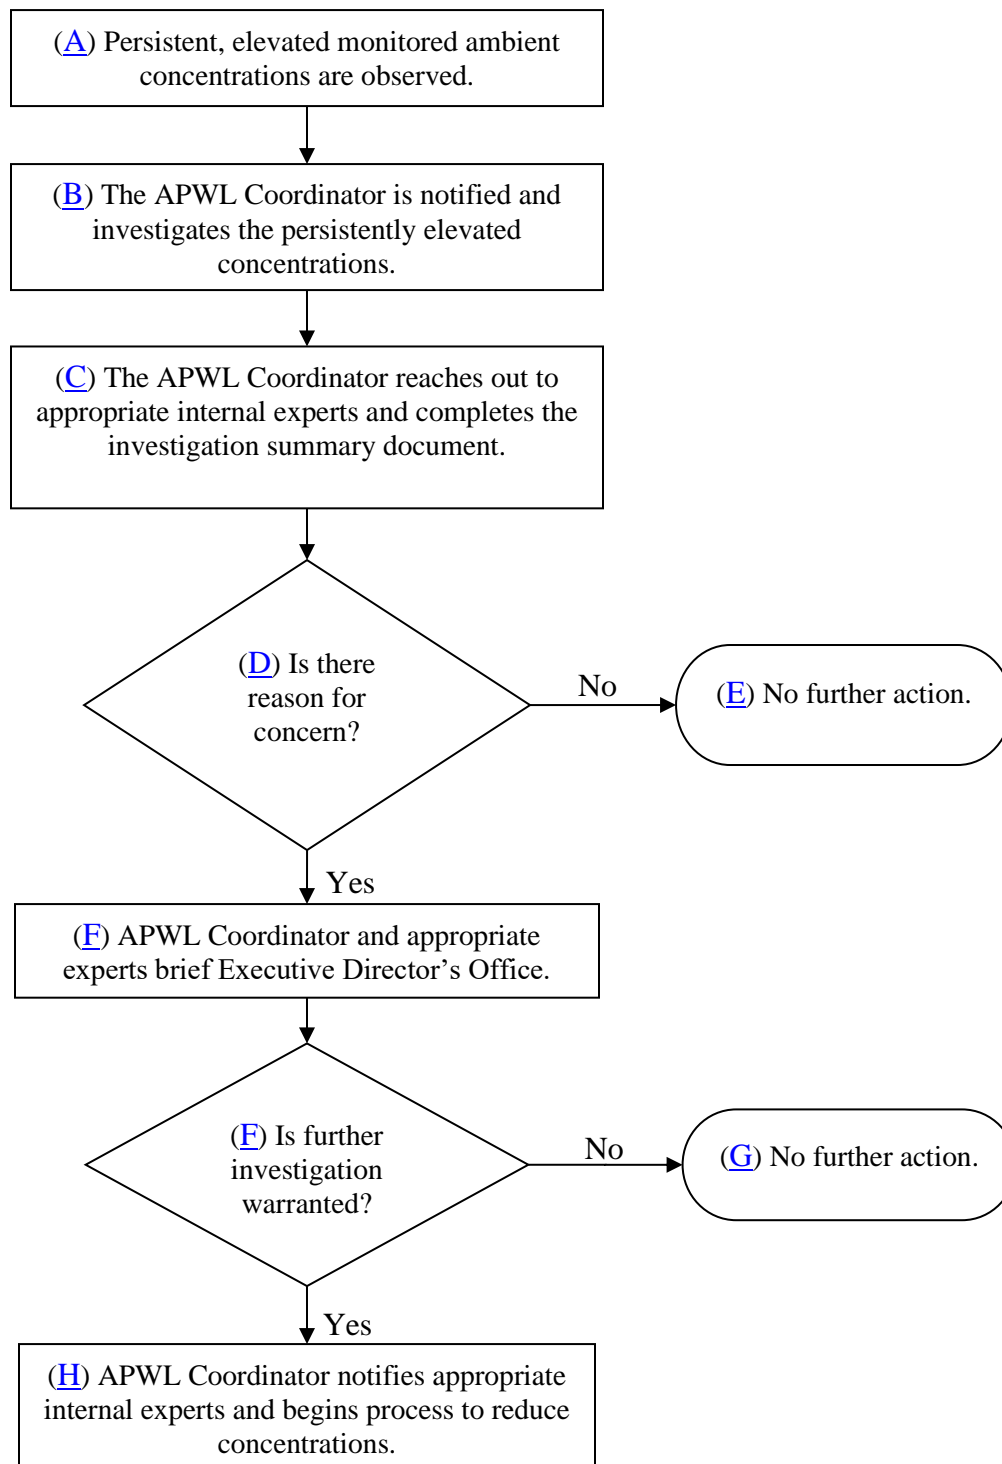 (A) Persistent, elevated monitored ambient
concentrations are observed.
(B) The APWL Coordinator is notified and
investigates the persistently elevated
concentrations.
(C) The APWL Coordinator reaches out to
appropriate internal experts and completes the
investigation summary document.
(D) Is there
reason for
concern?
No
(E) No further action.
Yes
(F) APWL Coordinator and appropriate
experts brief Executive Director’s Office.
(F) Is further
investigation
warranted?
No
(G) No further action.
Yes
(H) APWL Coordinator notifies appropriate
internal experts and begins process to reduce
concentrations.